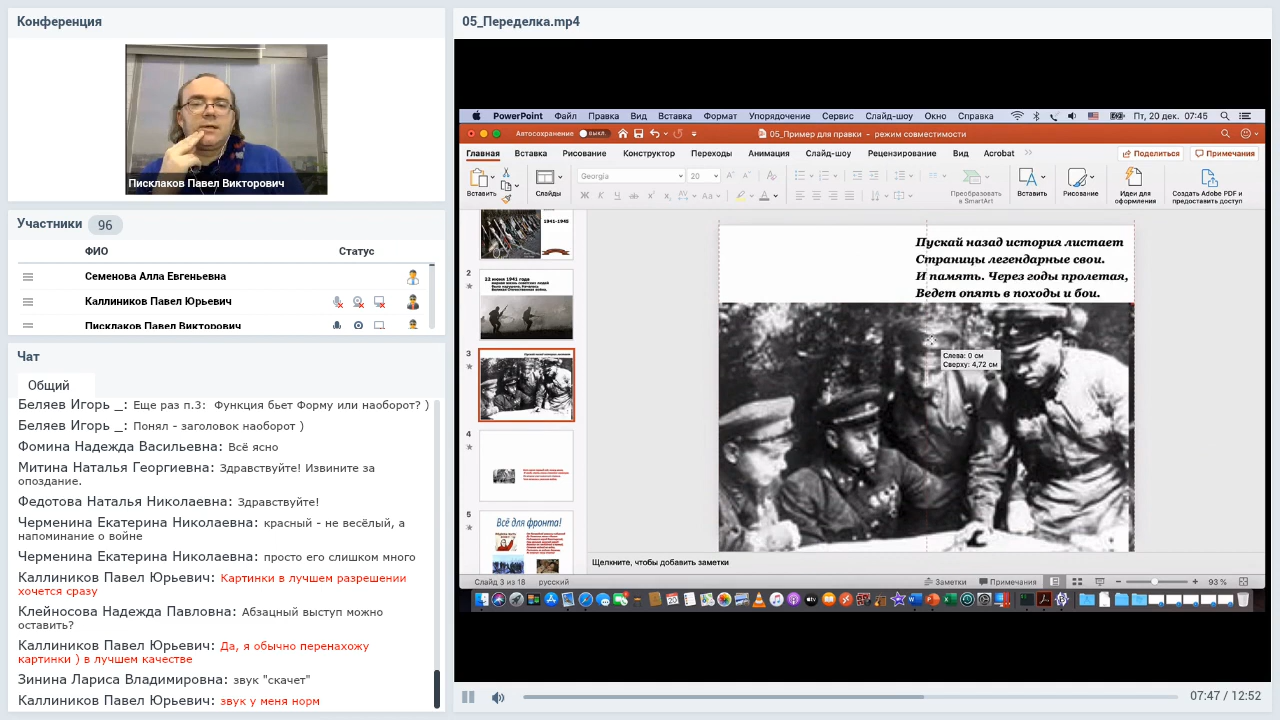 Конференция
Писклаков Павел Викторович
Участники 96
ФИО Статус
Семенова Алла Евгеньевна
Каллиников Павел Юрьевич
Писклаков Павел Викторович
Чат
Общий
Беляев Игорь _: Еще раз п.3: Функция бьет Форму или наоборот? )
Беляев Игорь _: Понял - заголовок наоборот )
Фомина Надежда Васильевна: Всё ясно
Митина Наталья Георгиевна: Здравствуйте! Извините за
опоздание.
Федотова Наталья Николаевна: Здравствуйте!
Черменина Екатерина Николаевна: красный - не весёлый, а
напоминание о войне
Черменина Екатерина Николаевна: просто его слишком много
Каллиников Павел Юрьевич: Картинки в лучшем разрешении
хочется сразу
Клейносова Надежда Павловна: Абзацный выступ можно
оставить?
Каллиников Павел Юрьевич: Да, я обычно перенахожу
картинки ) в лучшем качестве
Зинина Лариса Владимировна: звук "скачет"
Каллиников Павел Юрьевич: звук у меня норм
05_Переделка.mp4
PowerPoint Файл Правка Вид Вставка Формат Упорядочение Сервис Слайд-шоу Окно Справка Пт, 20 дек. 07:45
Автосохранение ВЫКЛ. 05_Пример для правки - режим совместимости
Главная Вставка Рисование Конструктор Переходы Анимация Слайд-шоу Рецензирование Вид Acrobat Поделиться Примечания
Georgia 20
Вставить Слайды Преобразовать
в SmartArt Вставить Рисование Идеи для
оформления Создать Adobe PDF и
предоставить доступ
1941-1945
2
22 июня 1941 года
3
4
5
Всё для фронта!
Пускай назад история листает
Страницы легендарные свои.
И память. Через годы пролетая,
Ведет опять в походы и бои.
Слева: 0 см
Сверху: 4,72 см
Щелкните, чтобы добавить заметки
Слайд 3 из 18 русский Заметки Примечания 93 %
07:47 / 12:52